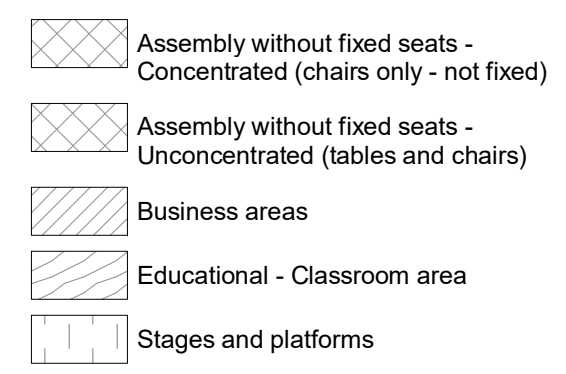 Assembly without fixed seats -
Concentrated (chairs only - not fixed)
Assembly without fixed seats -
Unconcentrated (tables and chairs)
Business areas
Educational - Classroom area
Stages and platforms